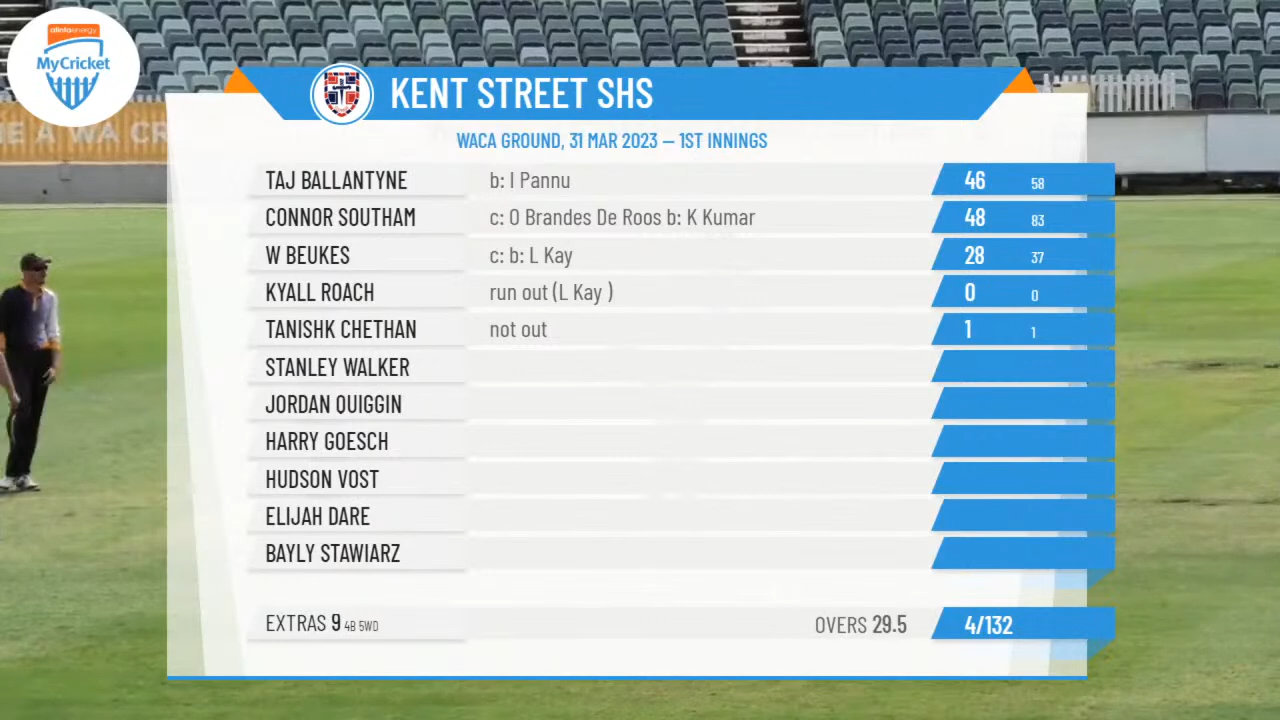 alintaenergy
MyCricket
KENT STREET SHS
WACA GROUND, 31 MAR 2023 – 1ST INNINGS
TAJ BALLANTYNE b: I Pannu 46 58
CONNOR SOUTHAM c: O Brandes De Roos b: K Kumar 48 83
W BEUKES c: b: L Kay 28 37
KYALL ROACH run out (L Kay ) 0 0
TANISHK CHETHAN not out 1 1
STANLEY WALKER
JORDAN QUIGGIN
HARRY GOESCH
HUDSON VOST
ELIJAH DARE
BAYLY STAWIARZ
EXTRAS 9 4B 5WD OVERS 29.5 4/132
A WA CR